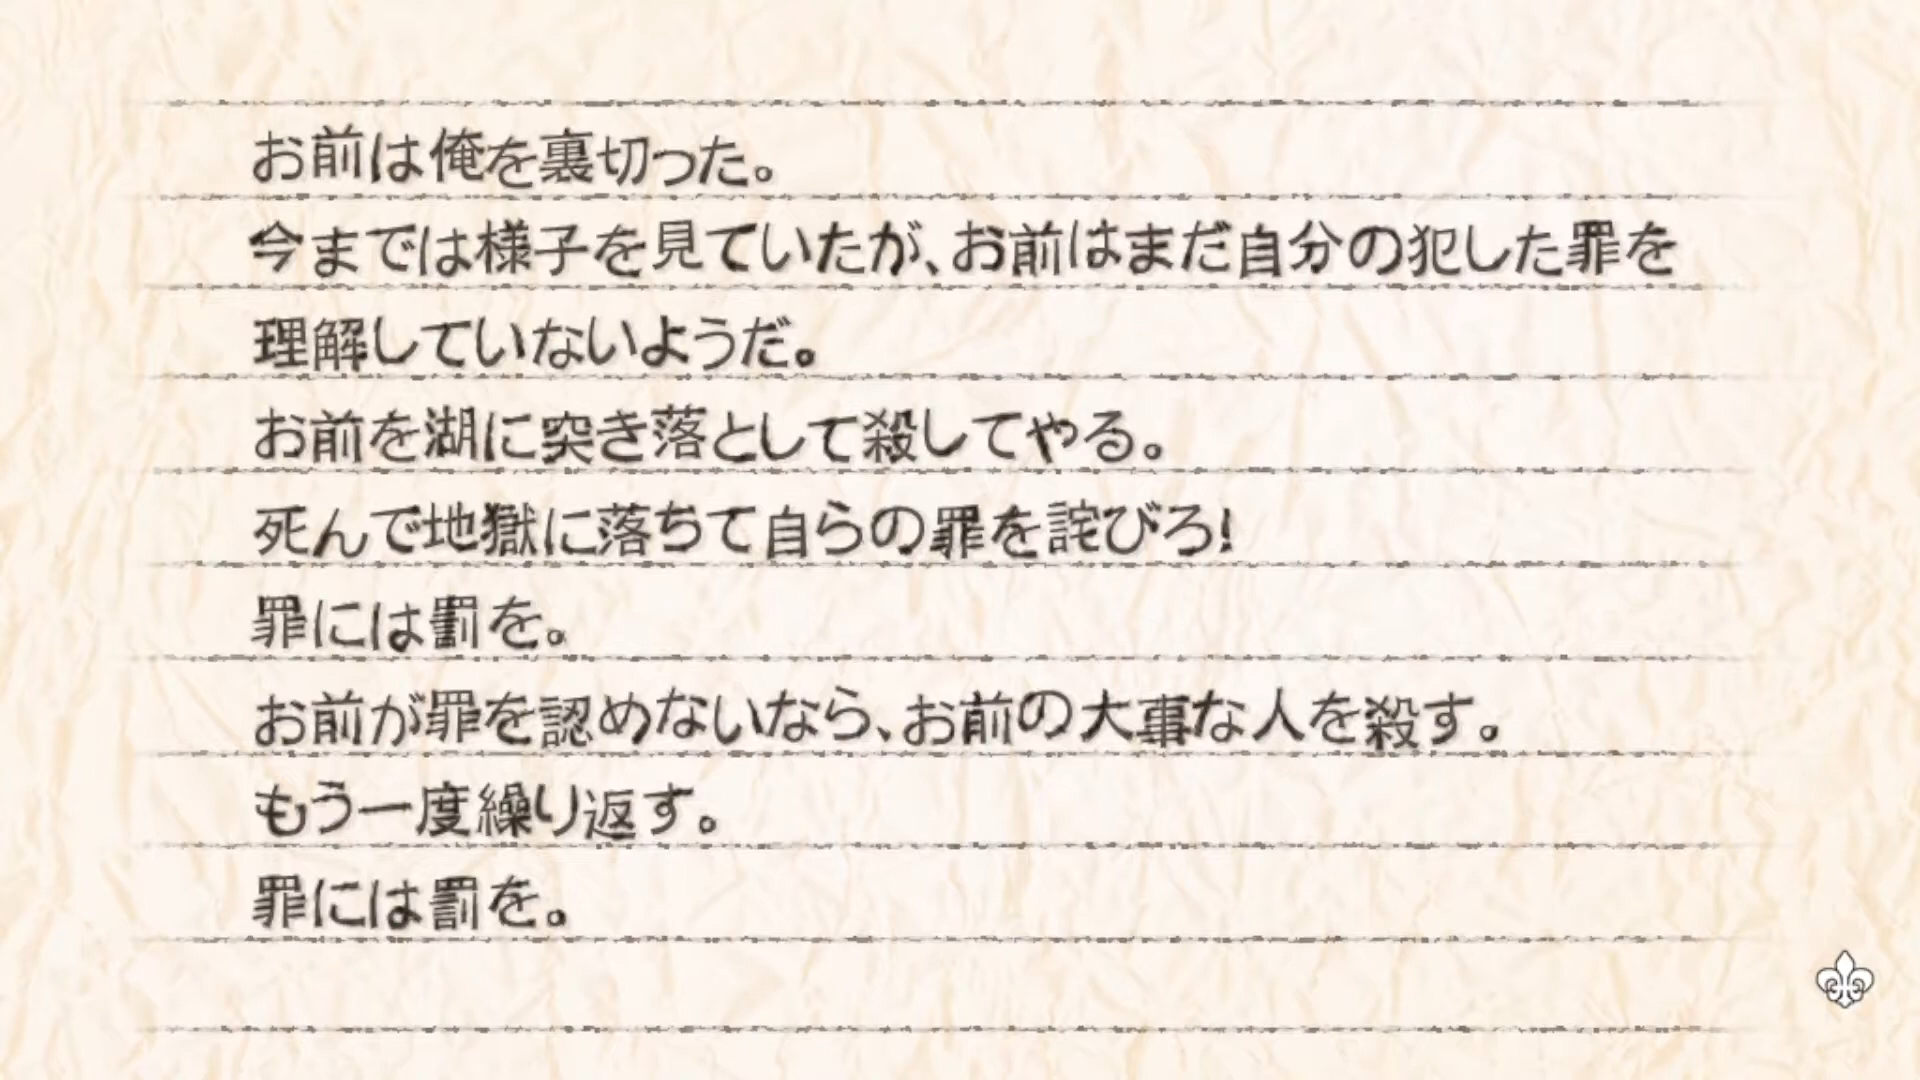 お前は俺を裏切った。
今までは様子を見ていたが、お前はまだ自分の犯した罪を
理解していないようだ。
お前を湖に突き落として殺してやる。
死んで地獄に落ちて自らの罪を詫びろ!
罪には罰を。
お前が罪を認めないなら、お前の大事な人を殺す。
もう一度繰り返す。
罪には罰を。